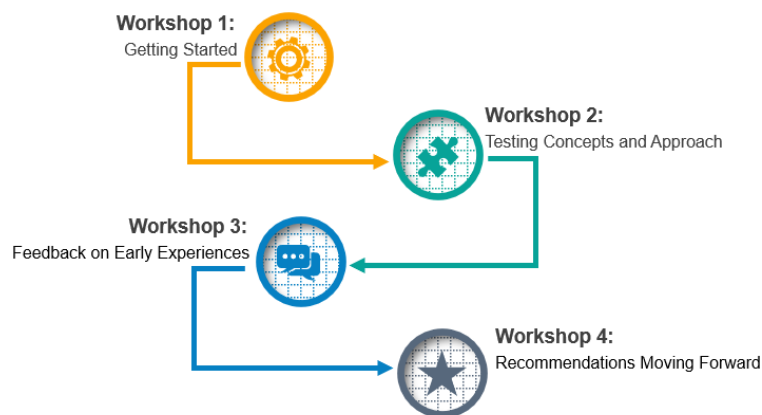 Workshop 1:
Getting Started
Workshop 2:
Testing Concepts and Approach
Workshop 3:
Feedback on Early Experiences
Workshop 4:
Recommendations Moving Forward